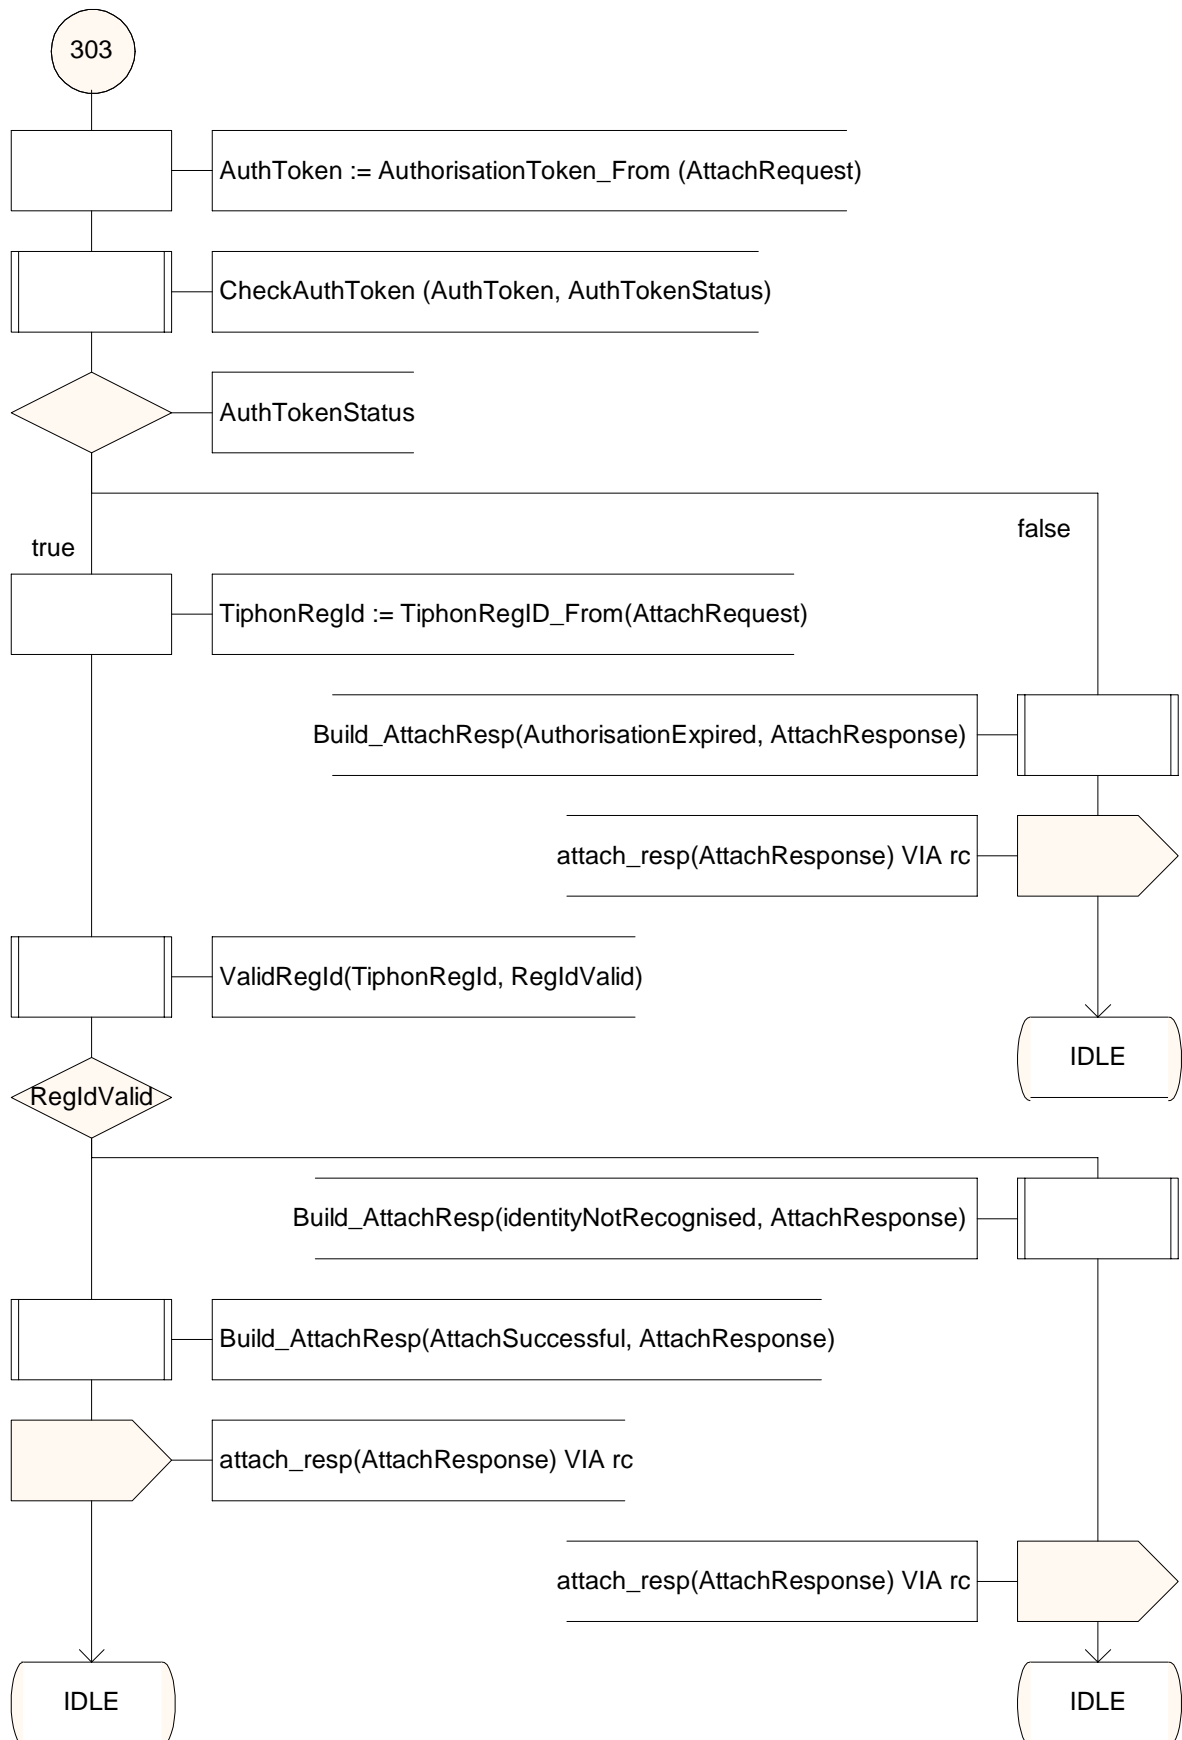 303
AuthToken := AuthorisationToken_From (AttachRequest)
CheckAuthToken (AuthToken, AuthTokenStatus)
AuthTokenStatus
false
true
TiphonRegId := TiphonRegID_From(AttachRequest)
Build_AttachResp(AuthorisationExpired, AttachResponse)
attach_resp(AttachResponse) VIA rc
ValidRegId(TiphonRegId, RegIdValid)
IDLE
RegIdValid
Build_AttachResp(identityNotRecognised, AttachResponse)
Build_AttachResp(AttachSuccessful, AttachResponse)
attach_resp(AttachResponse) VIA rc
attach_resp(AttachResponse) VIA rc
IDLE
IDLE